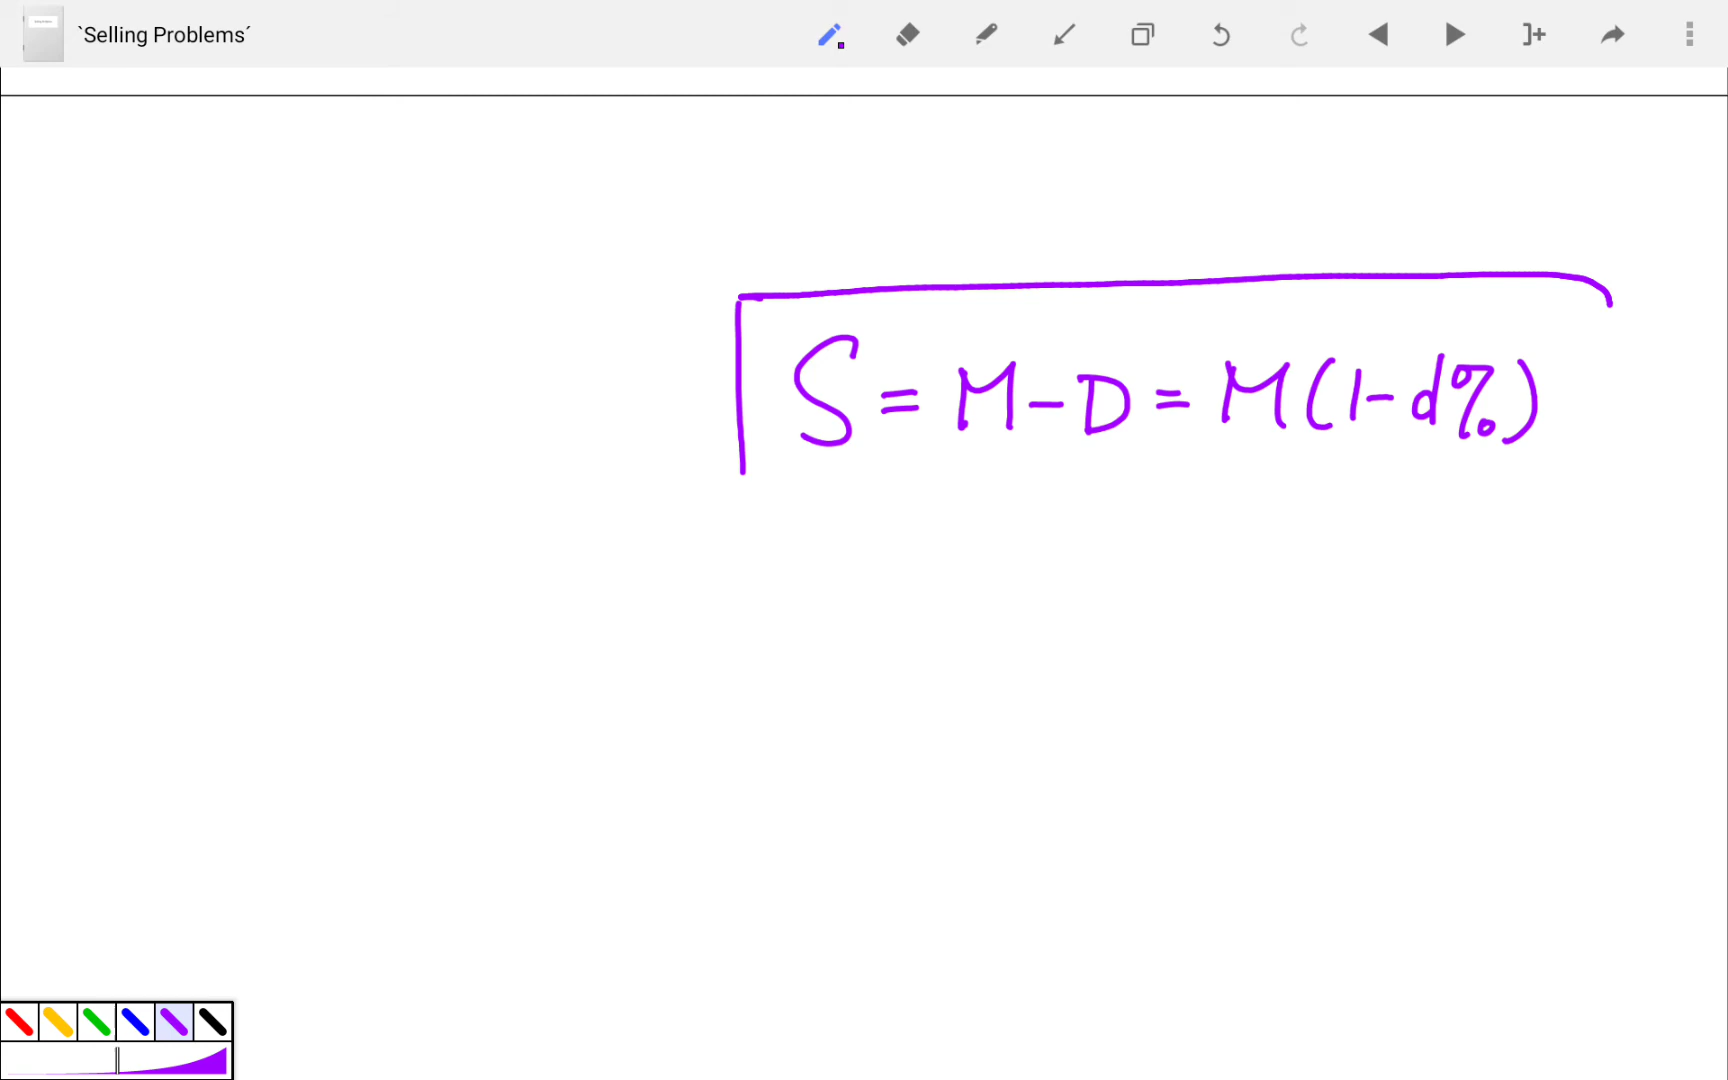 `Selling Problems´
S = M - D = M(1 - d%)